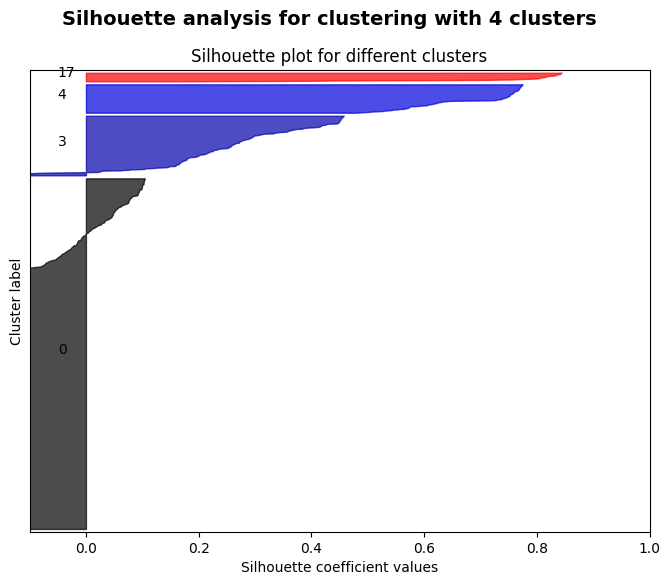 Silhouette analysis for clustering with 4 clusters
Silhouette plot for different clusters
17
4
3
0
Cluster label
0.0 0.2 0.4 0.6 0.8 1.0
Silhouette coefficient values